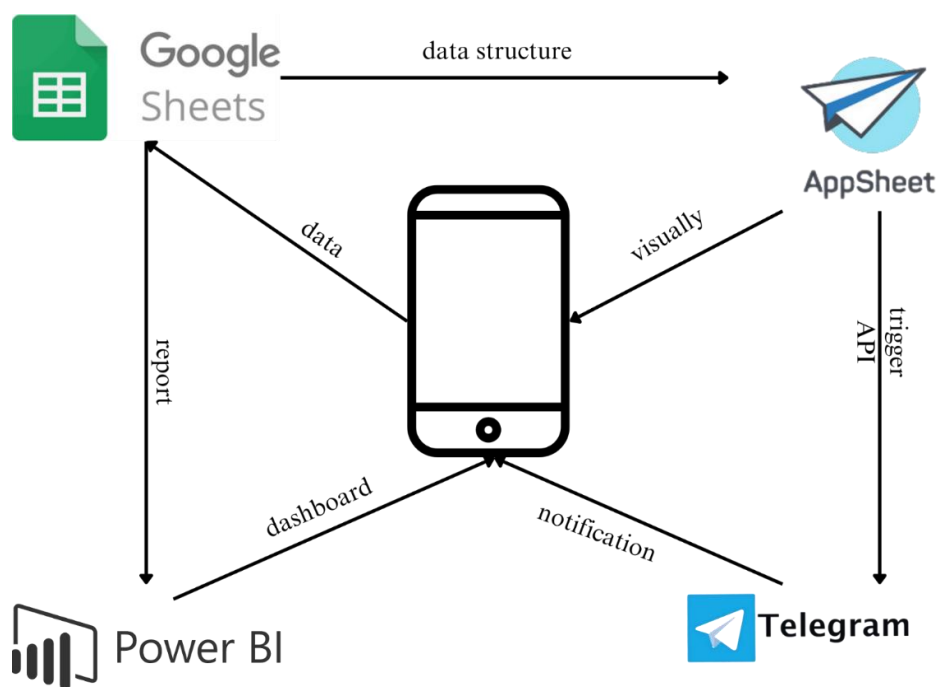 Google
Sheets
data structure
AppSheet
data
visually
report
trigger
API
dashboard
notification
Power BI
Telegram